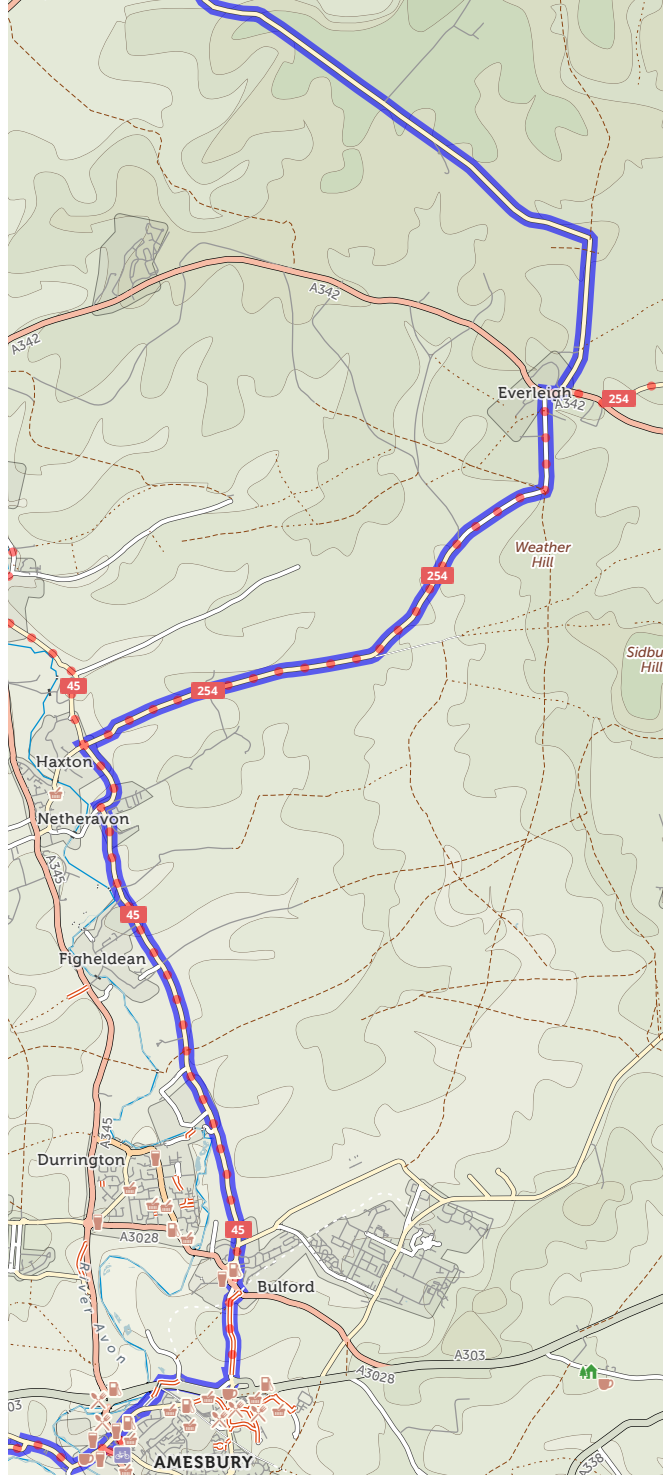 A342
A342
Everleigh
A342
254
Weather
Hill
254
Sidbu
Hill
45
254
Haxton
Netheravon
A345
45
Figheldean
A345
Durrington
45
A3028
River Avon
Bulford
A303
A3028
03
AMESBURY
A338